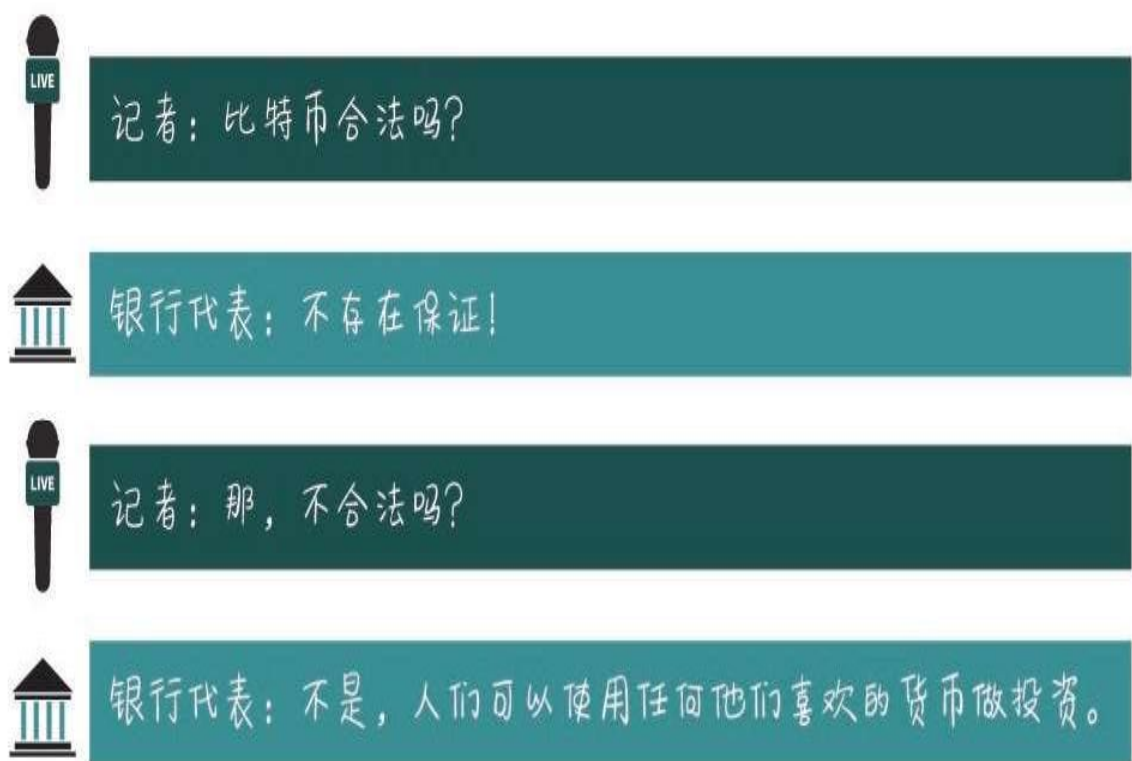 LIVE
记者：比特币合法吗？
银行代表：不存在保证！
LIVE
记者：那，不合法吗？
银行代表：不是，人们可以使用任何他们喜欢的货币做投资。